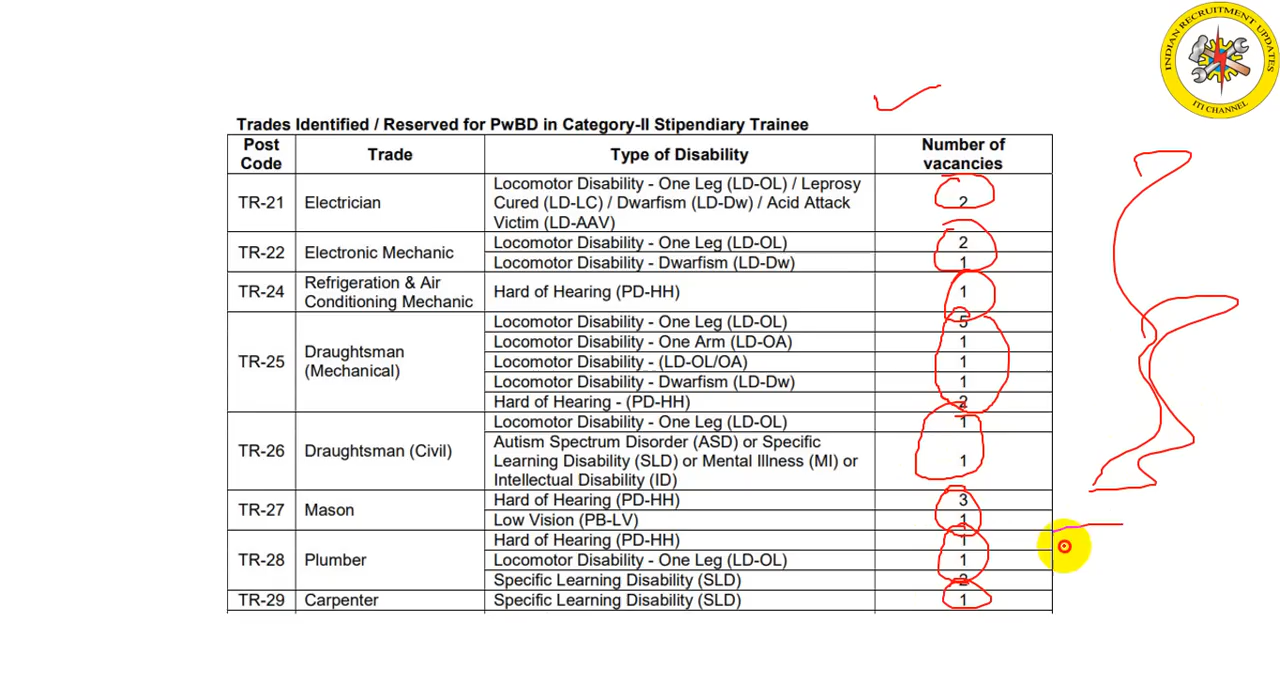 INDIAN RECRUITMENT UPDATES
ITI CHANNEL
Trades Identified / Reserved for PwBD in Category-II Stipendiary Trainee
Post Code Trade Type of Disability Number of vacancies
TR-21 Electrician Locomotor Disability - One Leg (LD-OL) / Leprosy
Cured (LD-LC) / Dwarfism (LD-Dw) / Acid Attack
Victim (LD-AAV) 2
TR-22 Electronic Mechanic Locomotor Disability - One Leg (LD-OL) 2
Locomotor Disability - Dwarfism (LD-Dw) 1
TR-24 Refrigeration & Air
Conditioning Mechanic Hard of Hearing (PD-HH) 1
TR-25 Draughtsman
(Mechanical) Locomotor Disability - One Leg (LD-OL) 5
Locomotor Disability - One Arm (LD-OA) 1
Locomotor Disability - (LD-OL/OA) 1
Locomotor Disability - Dwarfism (LD-Dw) 1
Hard of Hearing - (PD-HH) 2
TR-26 Draughtsman (Civil) Locomotor Disability - One Leg (LD-OL) 1
Autism Spectrum Disorder (ASD) or Specific
Learning Disability (SLD) or Mental Illness (MI) or
Intellectual Disability (ID) 1
TR-27 Mason Hard of Hearing (PD-HH) 3
Low Vision (PB-LV) 1
TR-28 Plumber Hard of Hearing (PD-HH) 1
Locomotor Disability - One Leg (LD-OL) 1
Specific Learning Disability (SLD) 2
TR-29 Carpenter Specific Learning Disability (SLD) 1